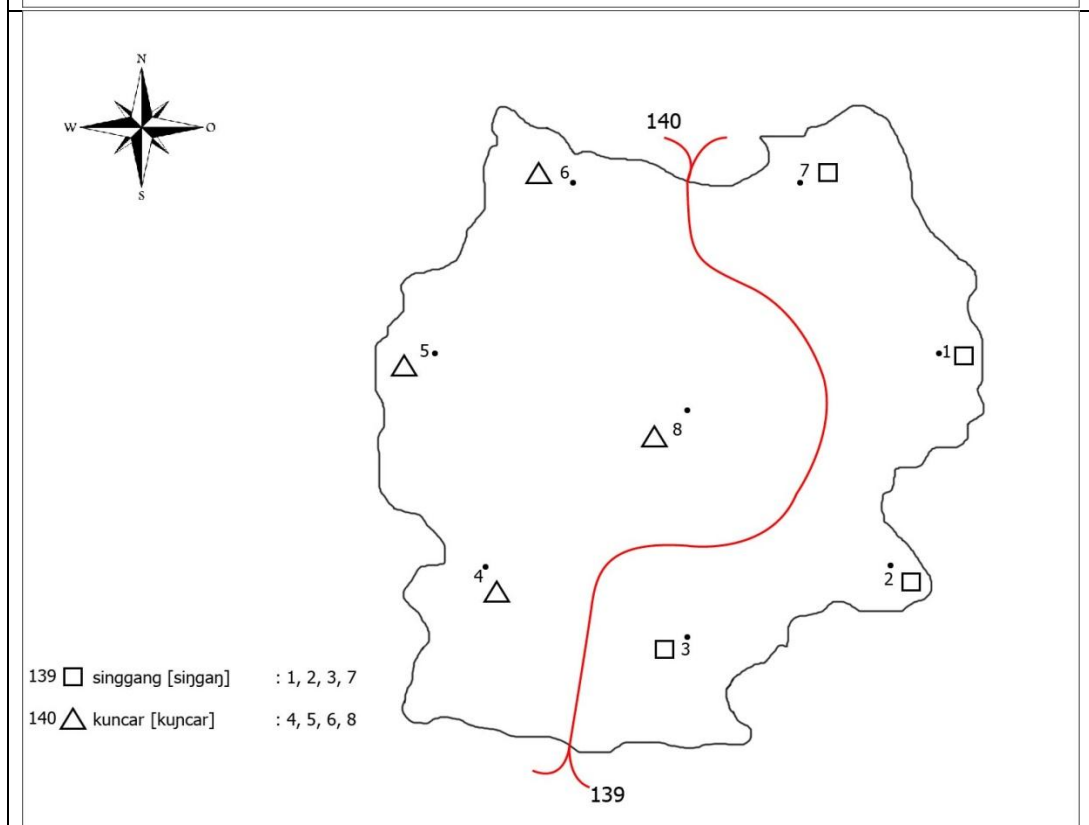 N
W O
S
140
6
7
5
1
8
4
2
3
139 singgang [siŋgaŋ] : 1, 2, 3, 7
140 kuncar [kuɲcar] : 4, 5, 6, 8
139